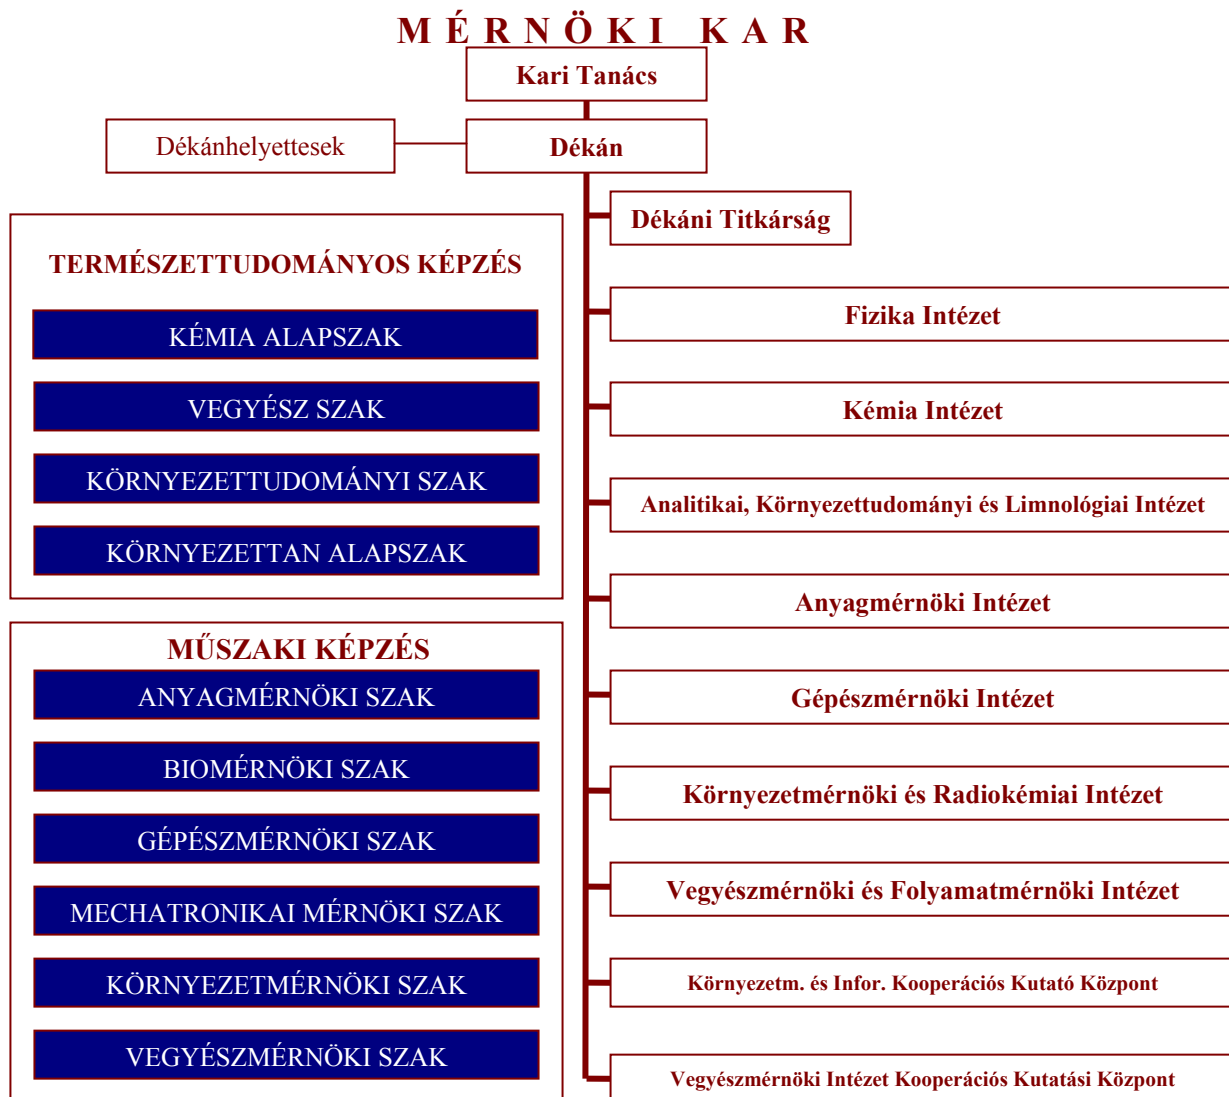 MÉRNÖKI KAR
Kari Tanács
Dékánhelyettesek
Dékán
Dékáni Titkárság
TERMÉSZETTUDOMÁNYOS KÉPZÉS
KÉMIA ALAPSZAK
VEGYÉSZ SZAK
KÖRNYEZETTUDOMÁNYI SZAK
KÖRNYEZETTAN ALAPSZAK
MŰSZAKI KÉPZÉS
ANYAGMÉRNÖKI SZAK
BIOMÉRNÖKI SZAK
GÉPÉSZMÉRNÖKI SZAK
MECHATRONIKAI MÉRNÖKI SZAK
KÖRNYEZETMÉRNÖKI SZAK
VEGYÉSZMÉRNÖKI SZAK
Fizika Intézet
Kémia Intézet
Analitikai, Környezettudományi és Limnológiai Intézet
Anyagmérnöki Intézet
Gépészmérnöki Intézet
Környezetmérnöki és Radiokémiai Intézet
Vegyészmérnöki és Folyamatmérnöki Intézet
Környezetm. és Infor. Kooperációs Kutató Központ
Vegyészmérnöki Intézet Kooperációs Kutatási Központ